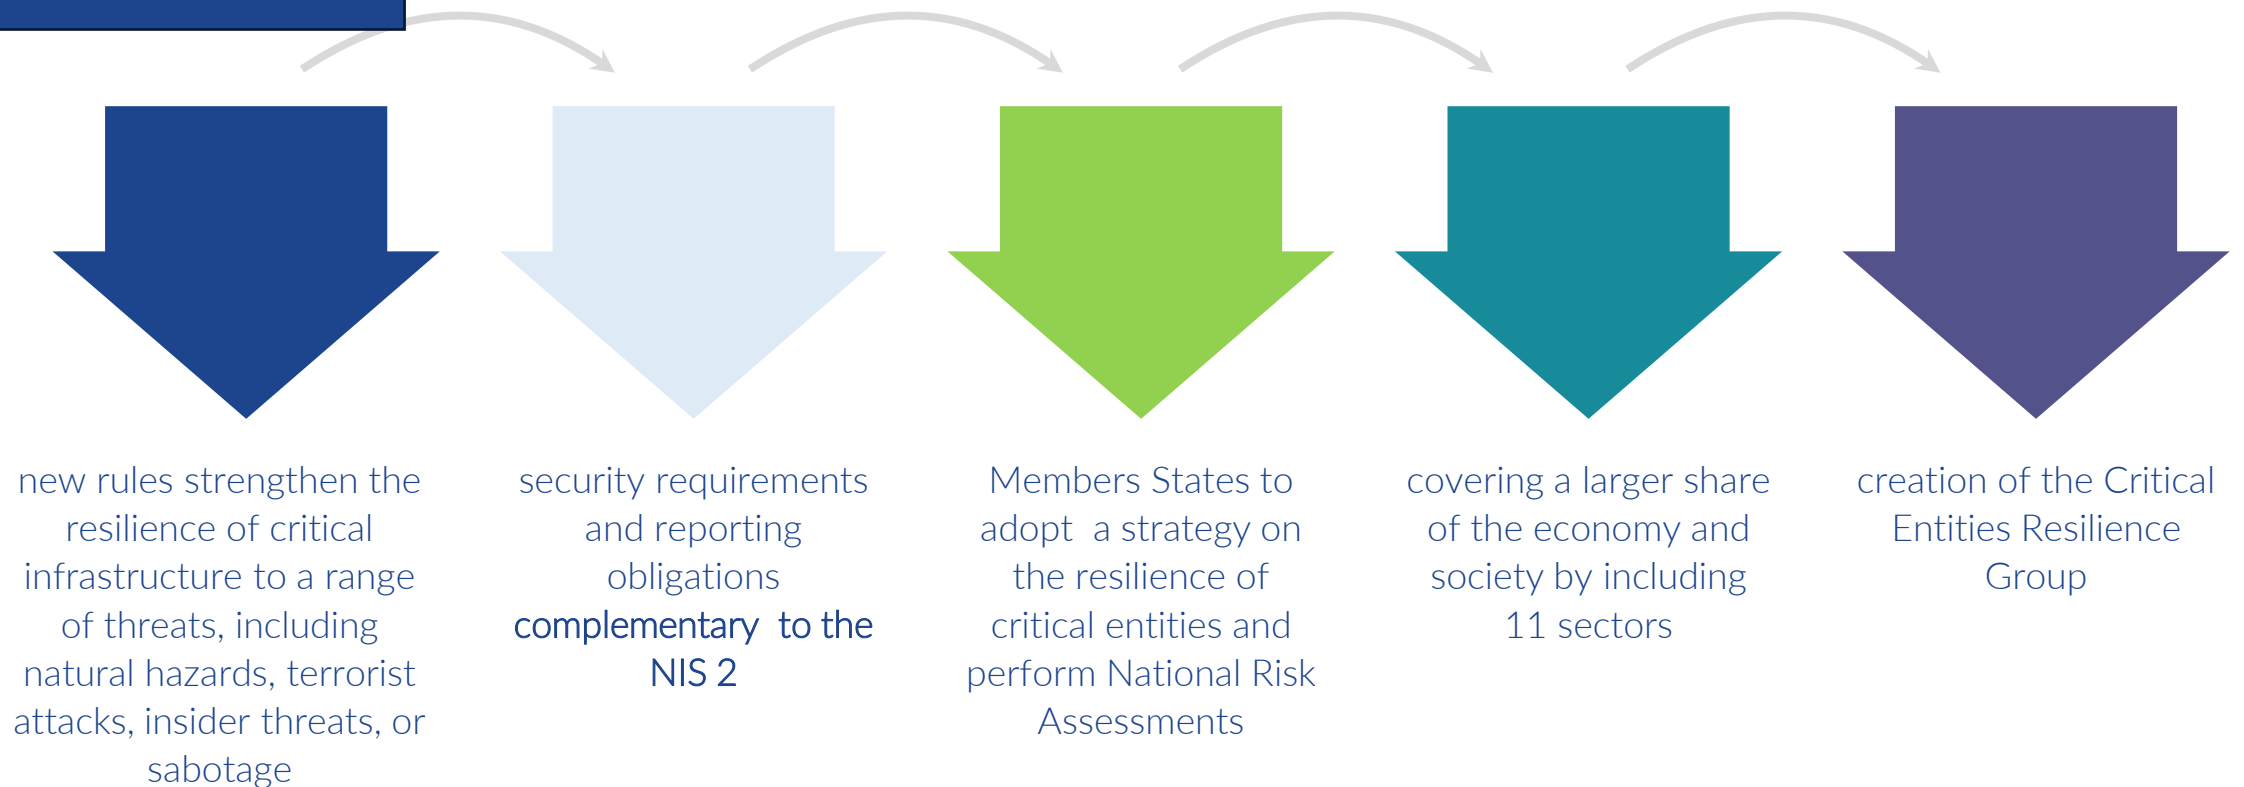 new rules strengthen the
resilience of critical
infrastructure to a range
of threats, including
natural hazards, terrorist
attacks, insider threats, or
sabotage
security requirements
and reporting
obligations
complementary  to the
NIS 2
Members States to
adopt  a strategy on
the resilience of
critical entities and
perform National Risk
Assessments
covering a larger share
of the economy and
society by including
11 sectors
creation of the Critical
Entities Resilience
Group